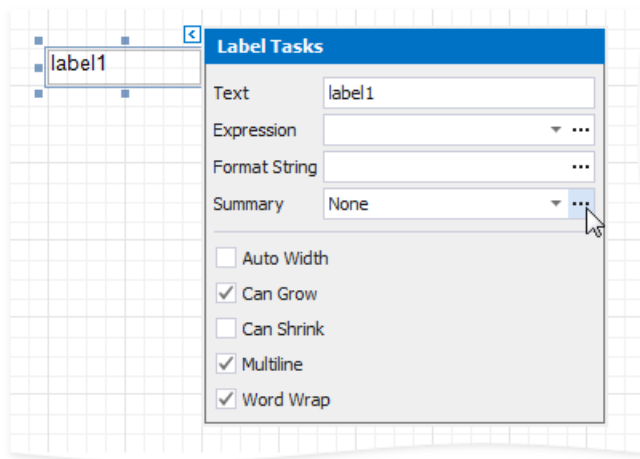 label1
Label Tasks
Text label1
Expression
Format String
Summary None
Auto Width
Can Grow
Can Shrink
Multiline
Word Wrap